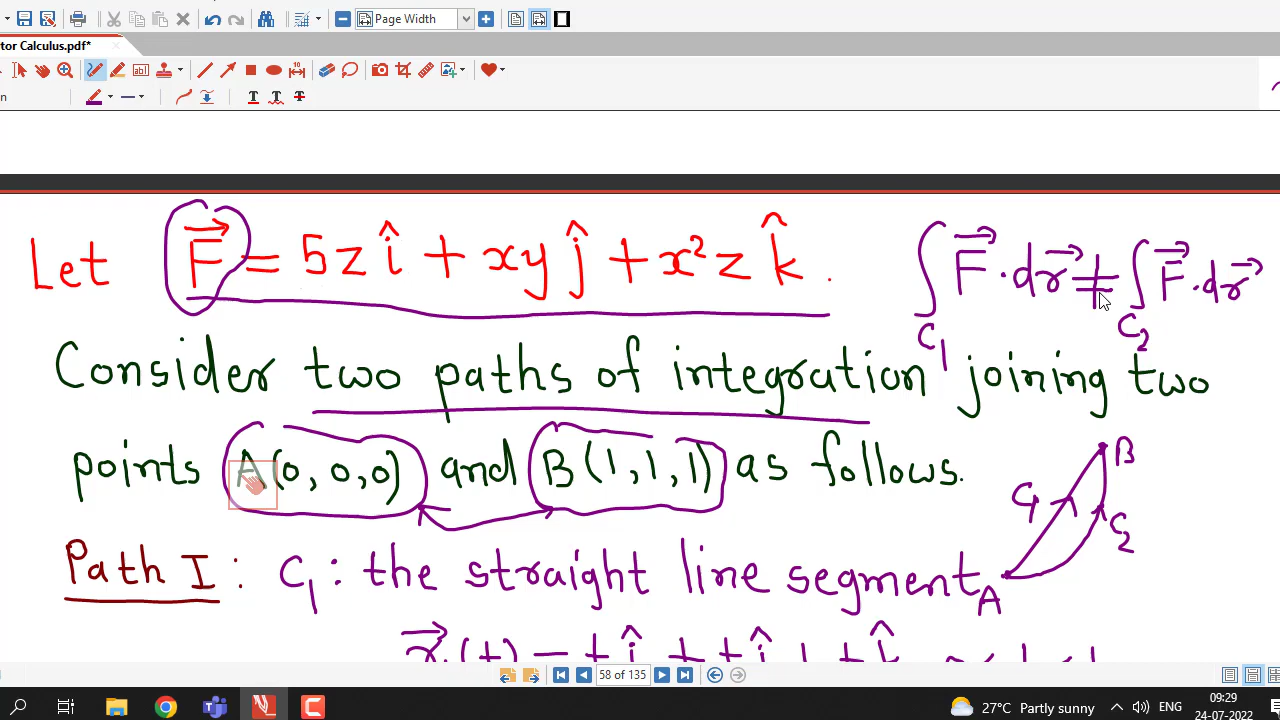 Page Width
tor Calculus.pdf*
Let F⃗ = 5z î + xy ĵ + x² z k̂ .
∫C₁ F⃗ · dr⃗ ≠ ∫C₂ F⃗ · dr⃗
Consider two paths of integration joining two
points A(0, 0, 0) and B(1, 1, 1) as follows.
B
C₁
C₂
A
Path I : C₁ : the straight line segment
58 of 135
27°C Partly sunny
ENG
09:29
24-07-2022